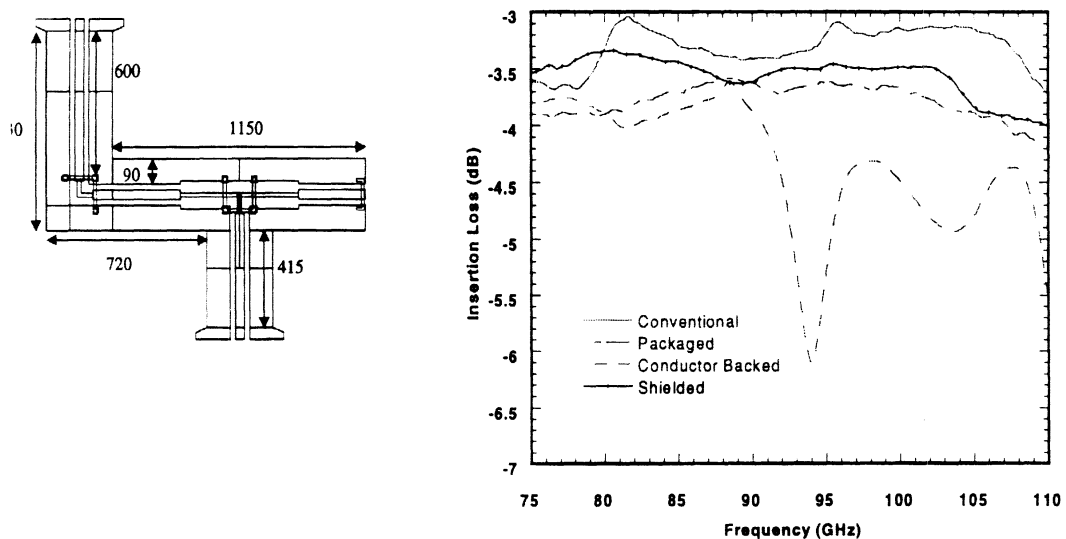 600
1150
90
720
415
-3
-3.5
-4
-4.5
-5
-5.5
-6
-6.5
-7
Insertion Loss (dB)
Conventional
Packaged
Conductor Backed
Shielded
75 80 85 90 95 100 105 110
Frequency (GHz)